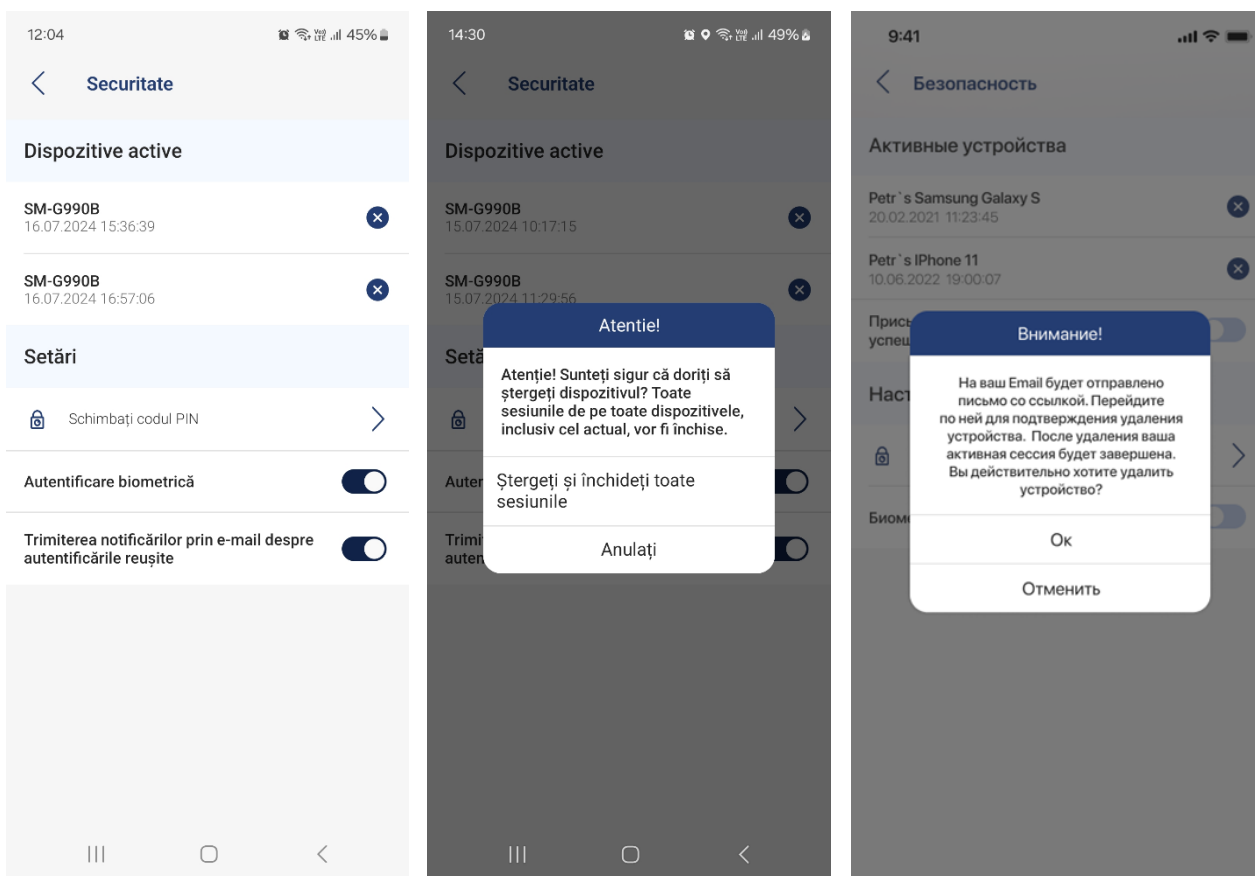 12:04
45%
Securitate
Dispozitive active
SM-G990B
16.07.2024 15:36:39
SM-G990B
16.07.2024 16:57:06
Setări
Schimbați codul PIN
Autentificare biometrică
Trimiterea notificărilor prin e-mail despre
autentificările reușite
14:30
49%
Securitate
Dispozitive active
SM-G990B
15.07.2024 10:17:15
SM-G990B
15.07.2024 11:29:56
Atentie!
Atenție! Sunteți sigur că doriți să
ștergeți dispozitivul? Toate
sesiunile de pe toate dispozitivele,
inclusiv cel actual, vor fi închise.
Ștergeți și închideți toate
sesiunile
Anulați
9:41
Безопасность
Активные устройства
Petr`s Samsung Galaxy S
20.02.2021 11:23:45
Petr`s IPhone 11
10.06.2022 19:00:07
Внимание!
На ваш Email будет отправлено
письмо со ссылкой. Перейдите
по ней для подтверждения удаления
устройства. После удаления ваша
активная сессия будет завершена.
Вы действительно хотите удалить
устройство?
Ок
Отменить